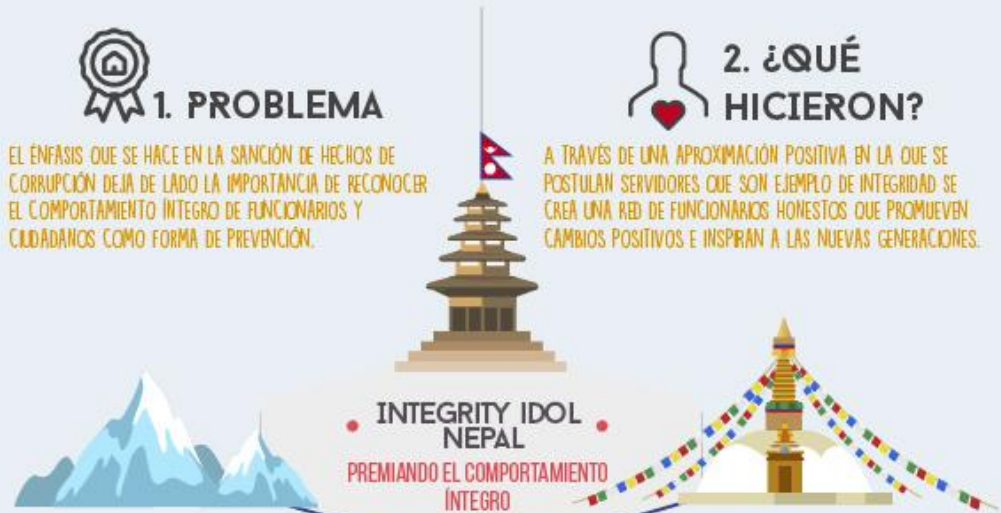 1. PROBLEMA
EL ÉNFASIS QUE SE HACE EN LA SANCIÓN DE HECHOS DE
CORRUPCIÓN DEJA DE LADO LA IMPORTANCIA DE RECONOCER
EL COMPORTAMIENTO ÍNTEGRO DE FUNCIONARIOS Y
CIUDADANOS COMO FORMA DE PREVENCIÓN.
2. ¿QUÉ
HICIERON?
A TRAVÉS DE UNA APROXIMACIÓN POSITIVA EN LA QUE SE
POSTULAN SERVIDORES QUE SON EJEMPLO DE INTEGRIDAD SE
CREA UNA RED DE FUNCIONARIOS HONESTOS QUE PROMUEVEN
CAMBIOS POSITIVOS E INSPIRAN A LAS NUEVAS GENERACIONES.
INTEGRITY IDOL
NEPAL
PREMIANDO EL COMPORTAMIENTO
ÍNTEGRO